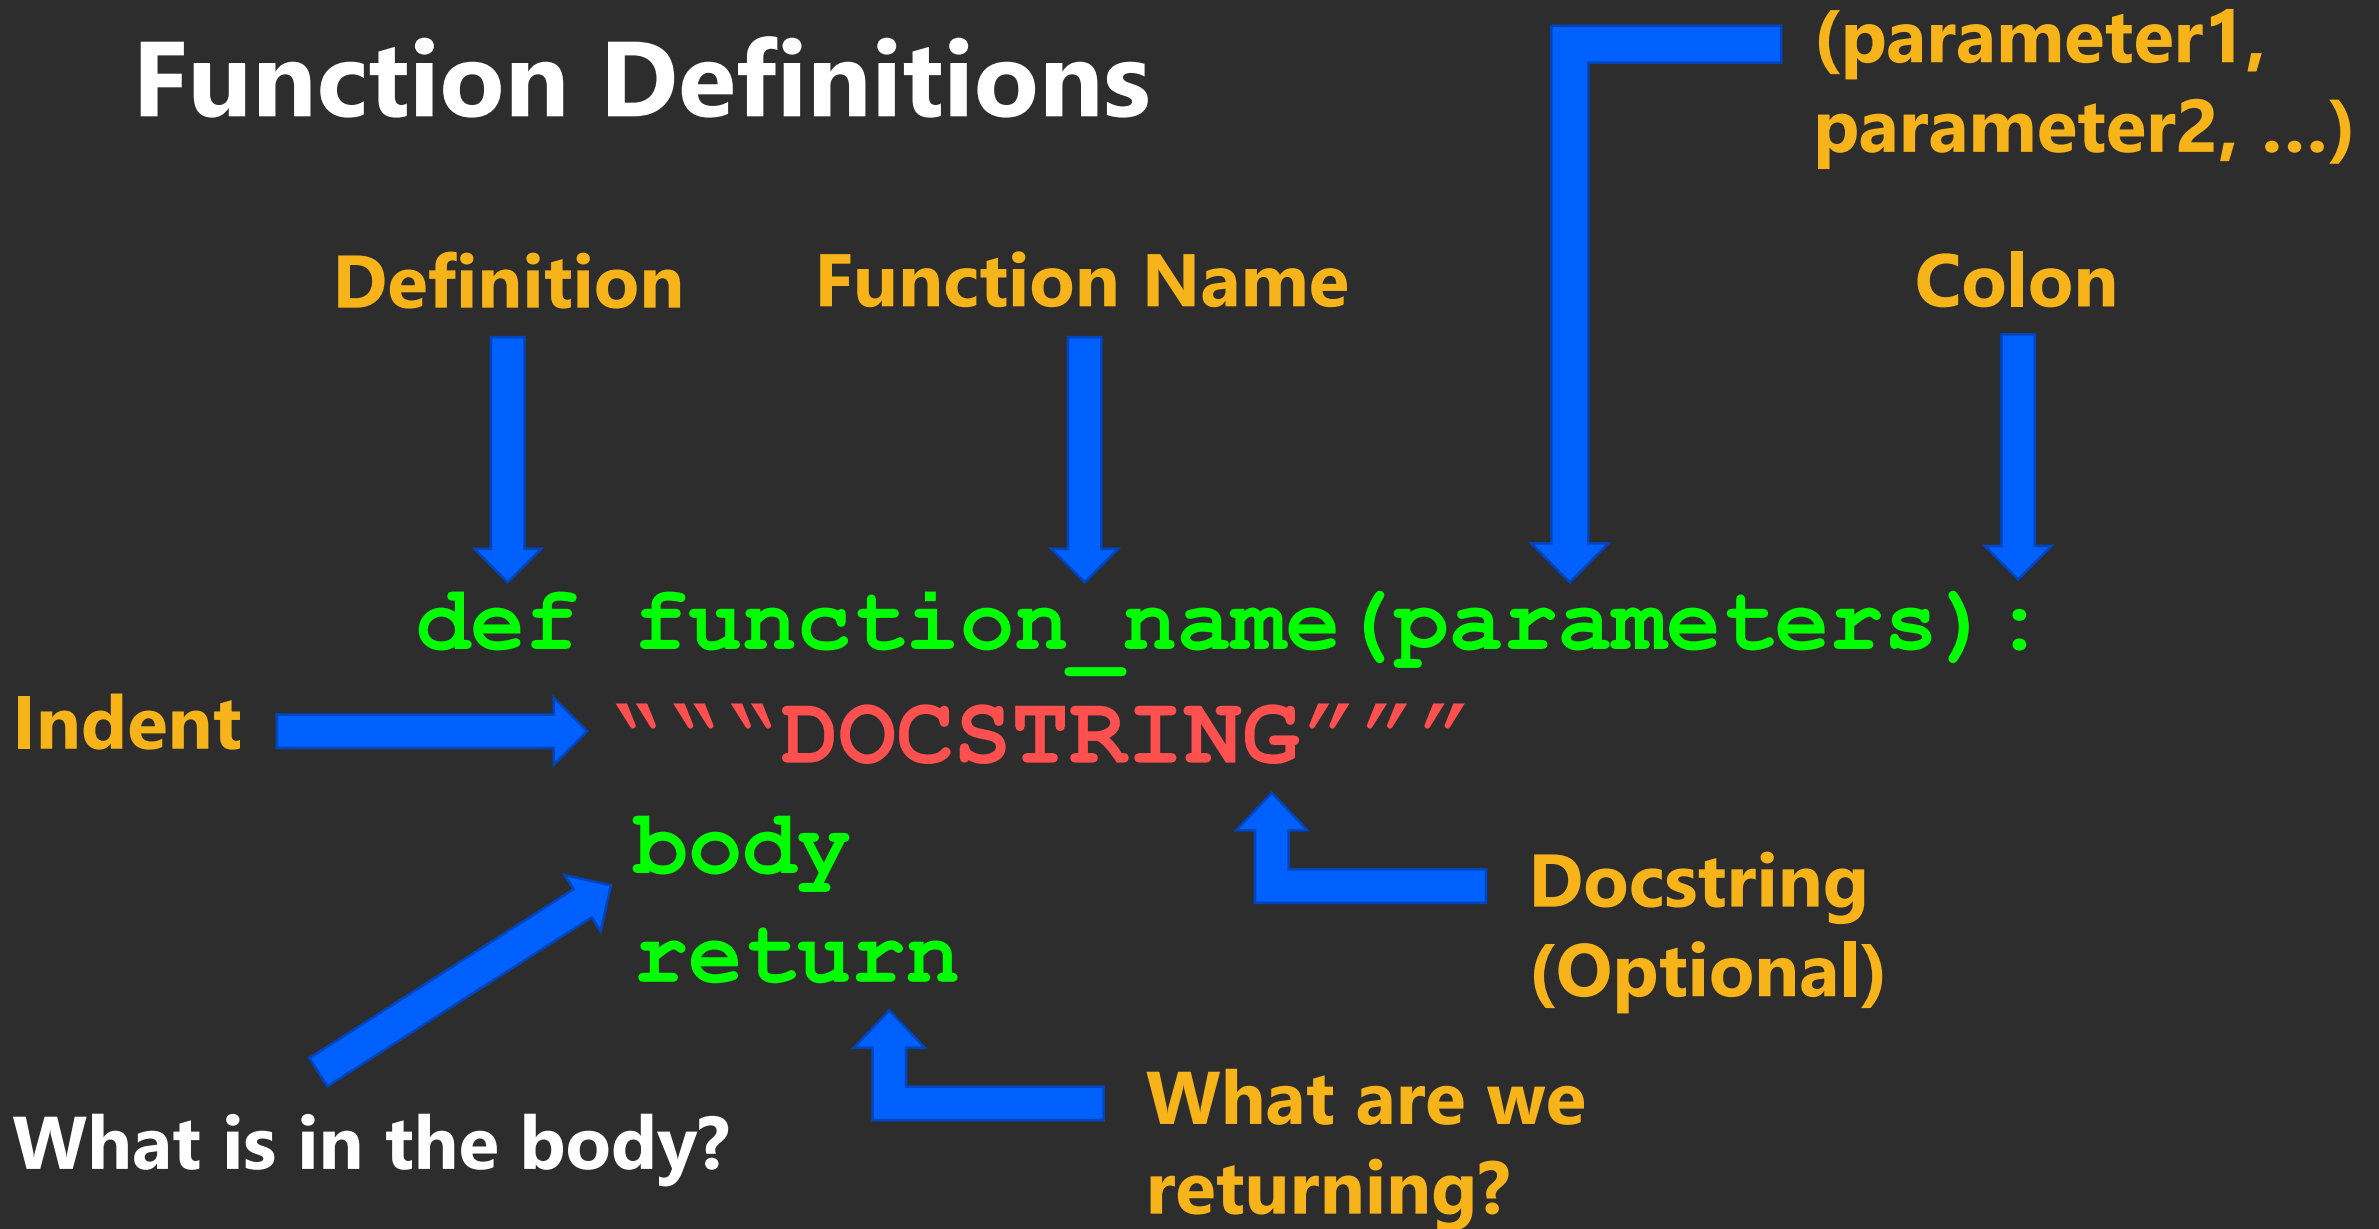 Function Definitions
(parameter1,
parameter2, ...)
Definition
Function Name
Colon
def function_name(parameters):
Indent
“““DOCSTRING”””
body
Docstring
(Optional)
return
What are we
returning?
What is in the body?